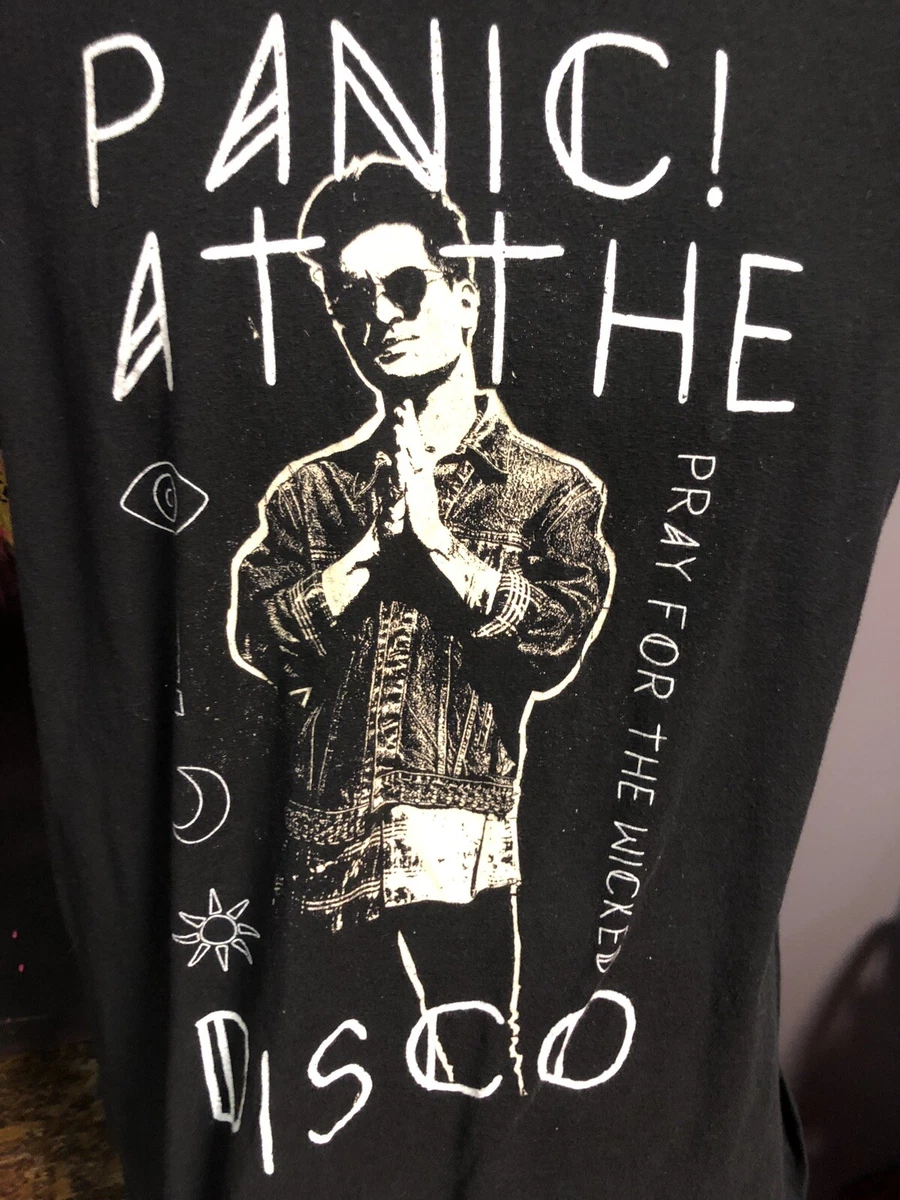 PANIC!
AT THE
PRAY FOR THE WICKED
DISCO